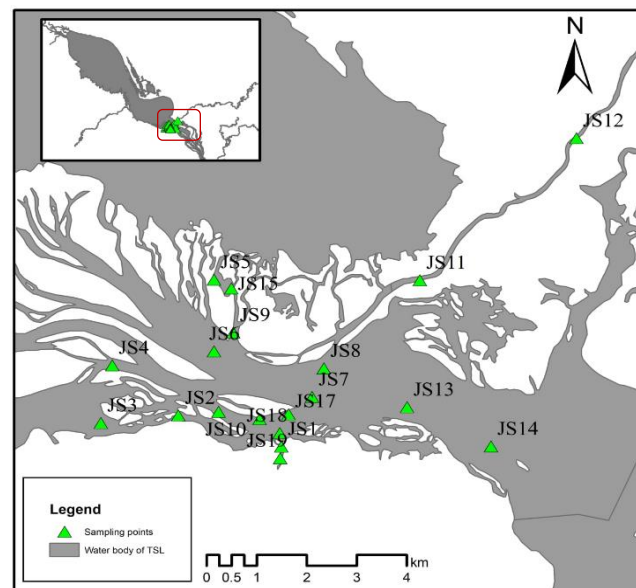 N
JS12
JS5
JS11
JS15
JS9
JS6
JS8
JS4
JS7
JS2
JS17
JS13
JS3
JS18
JS10
JS1
JS19
JS14
Legend
Sampling points
Water body of TSL
km
0 0.5 1 2 3 4